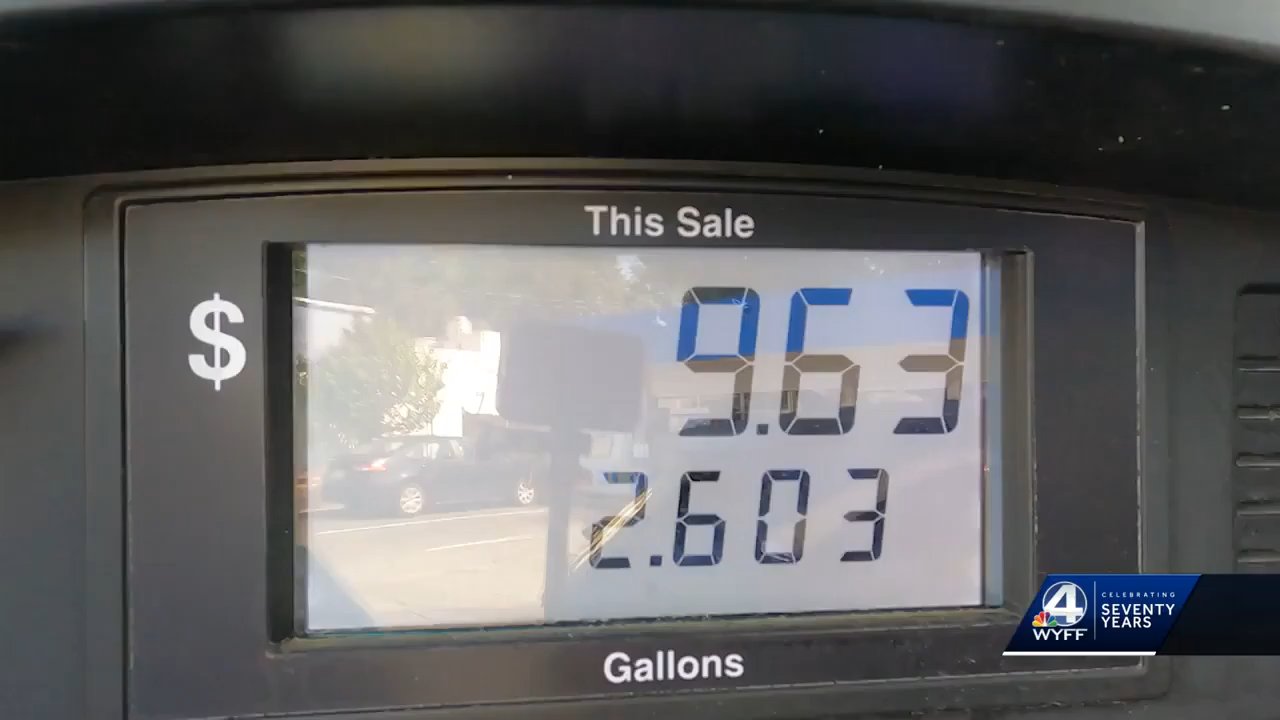 This Sale
$
9.63
2.603
Gallons
4
WYFF
CELEBRATING
SEVENTY
YEARS